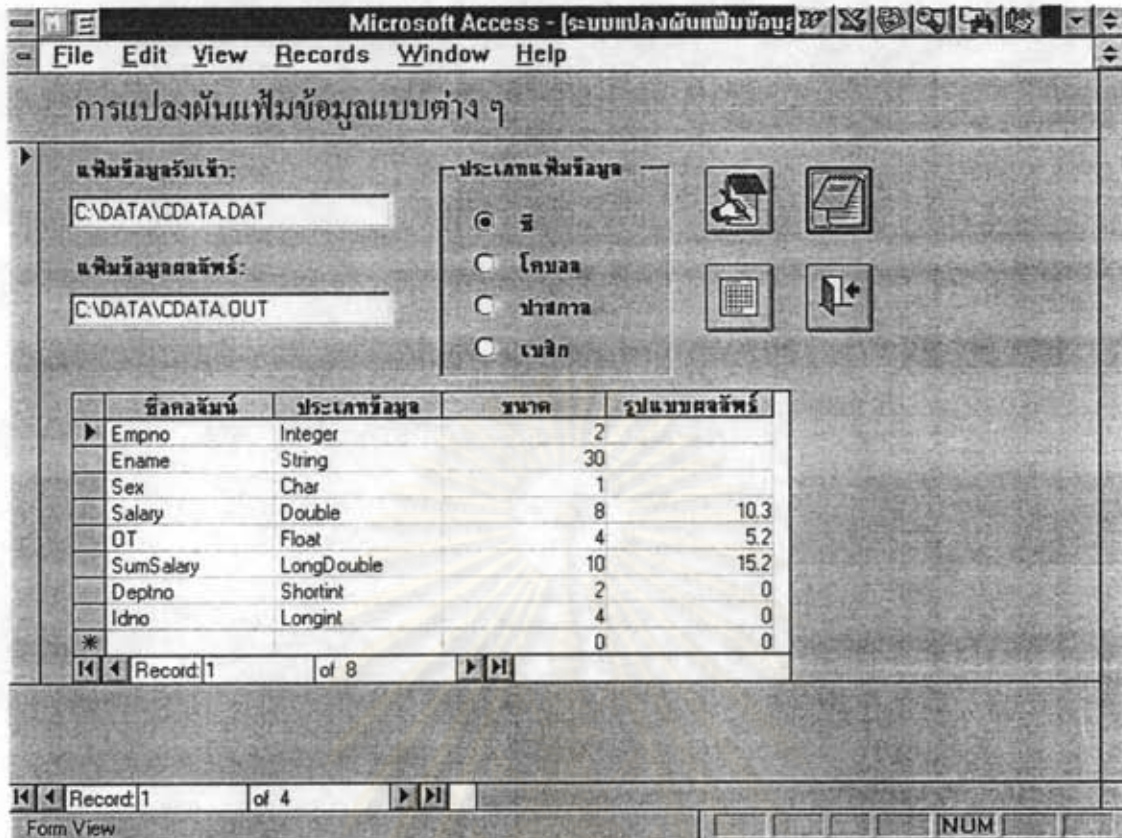 Microsoft Access - [ระบบแปลงผันแฟ้มข้อมูล
File Edit View Records Window Help
การแปลงผันแฟ้มข้อมูลแบบต่าง ๆ
แฟ้มข้อมูลรับเข้า:
C:\DATA\CDATA.DAT
แฟ้มข้อมูลผลลัพธ์:
C:\DATA\CDATA.OUT
ประเภทแฟ้มข้อมูล
ซี
โคบอล
ปาสกาล
เบสิก
ชื่อคอลัมน์ ประเภทข้อมูล ขนาด รูปแบบผลลัพธ์
Empno Integer 2
Ename String 30
Sex Char 1
Salary Double 8 10.3
OT Float 4 5.2
SumSalary LongDouble 10 15.2
Deptno Shortint 2 0
Idno Longint 4 0
0 0
Record: 1 of 8
Record: 1 of 4
Form View NUM